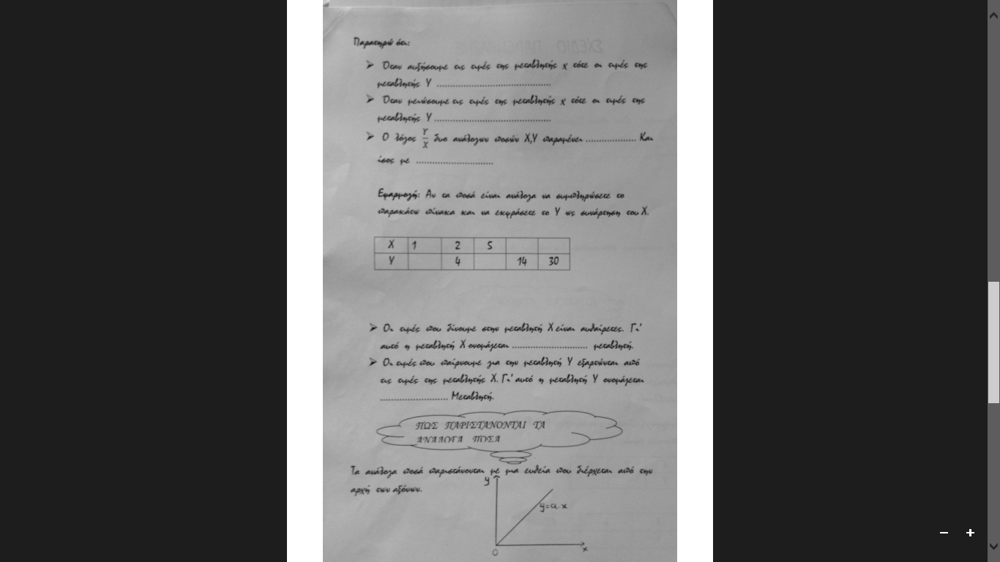 Παρατηρώ ότι:
➢ Όταν αυξήσουμε τις τιμές της μεταβλητής x τότε οι τιμές της
μεταβλητής Y ..........................................
➢ Όταν μειώσουμε τις τιμές της μεταβλητής x τότε οι τιμές της
μεταβλητής Y ..........................................
➢ Ο λόγος Y/X δυο ανάλογων ποσών X,Y παραμένει ................... Και
ίσος με .............................
Εφαρμογή: Αν τα ποσά είναι ανάλογα να συμπληρώσετε το
παρακάτω πίνακα και να εκφράσετε το Y ως συνάρτηση του X.
X 1 2 5
Y 4 14 30
➢ Οι τιμές που δίνουμε στην μεταβλητή X είναι αυθαίρετες. Γι'
αυτό η μεταβλητή X ονομάζεται ............................ μεταβλητή.
➢ Οι τιμές που παίρνουμε για την μεταβλητή Y εξαρτώνται από
τις τιμές της μεταβλητής X. Γι' αυτό η μεταβλητή Y ονομάζεται
......................... Μεταβλητή.
ΠΩΣ ΠΑΡΙΣΤΑΝΟΝΤΑΙ ΤΑ
ΑΝΑΛΟΓΑ ΠΟΣΑ
Τα ανάλογα ποσά παριστάνονται με μια ευθεία που διέρχεται από την
αρχή των αξόνων.
y
y=a.x
O
x